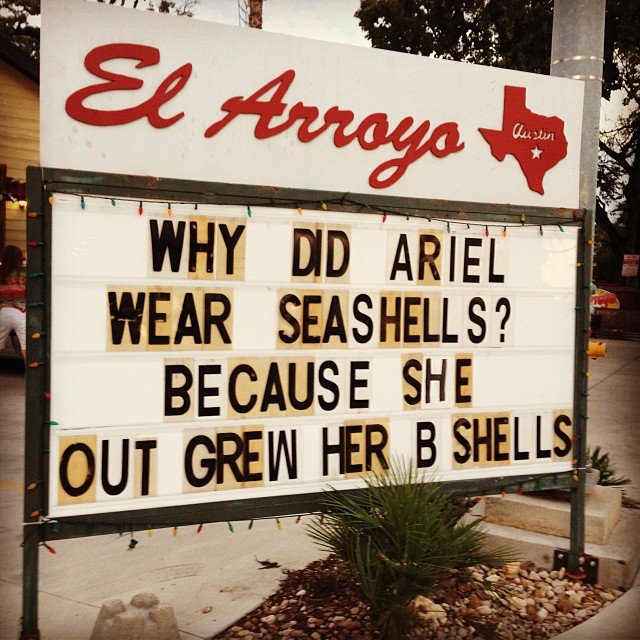 El Arroyo
Austin
WHY DID ARIEL
WEAR SEASHELLS?
BECAUSE SHE
OUT GREW HER B SHELLS